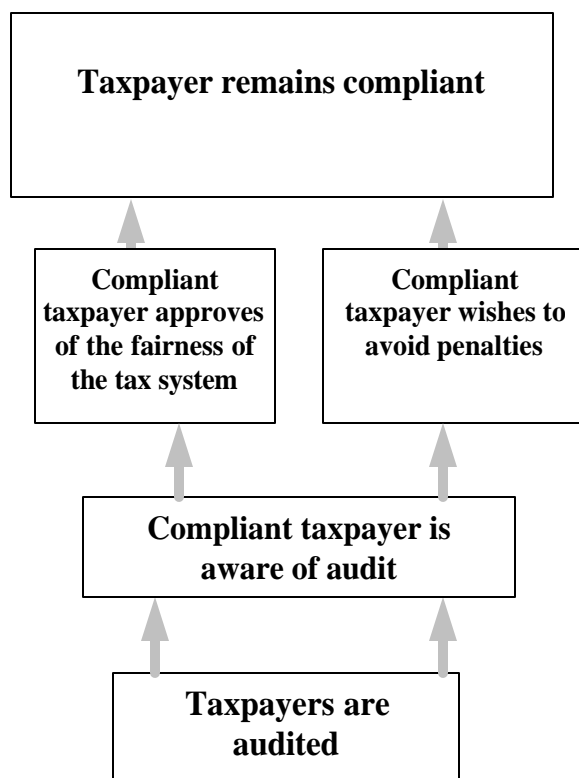 Taxpayer remains compliant
Compliant
taxpayer approves
of the fairness of
the tax system
Compliant
taxpayer wishes to
avoid penalties
Compliant taxpayer is
aware of audit
Taxpayers are
audited